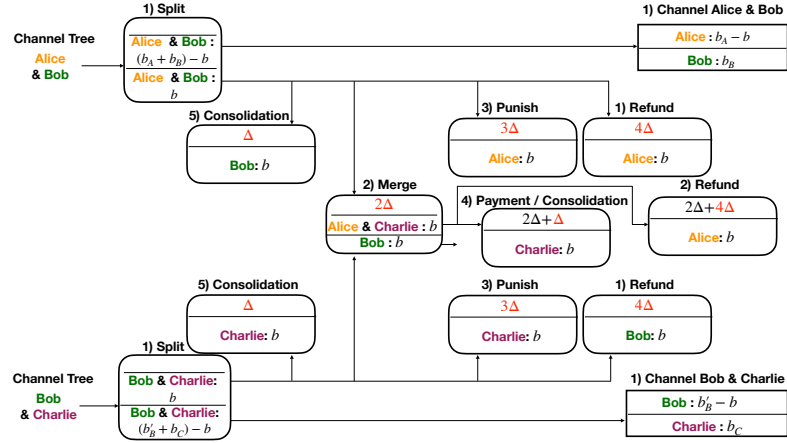 1) Split
1) Channel Alice & Bob
Channel Tree
Alice
& Bob
Alice & Bob :
(b_A + b_B) − b
Alice & Bob :
b
Alice : b_A − b
Bob : b_B
5) Consolidation
Δ
Bob: b
3) Punish
3Δ
Alice: b
1) Refund
4Δ
Alice: b
2) Merge
2Δ
Alice & Charlie : b
Bob : b
4) Payment / Consolidation
2Δ+Δ
Charlie: b
2) Refund
2Δ+4Δ
Alice: b
5) Consolidation
Δ
Charlie: b
3) Punish
3Δ
Charlie: b
1) Refund
4Δ
Bob: b
1) Split
Channel Tree
Bob
& Charlie
Bob & Charlie:
b
Bob & Charlie:
(b′_B + b_C) − b
1) Channel Bob & Charlie
Bob : b′_B − b
Charlie : b_C